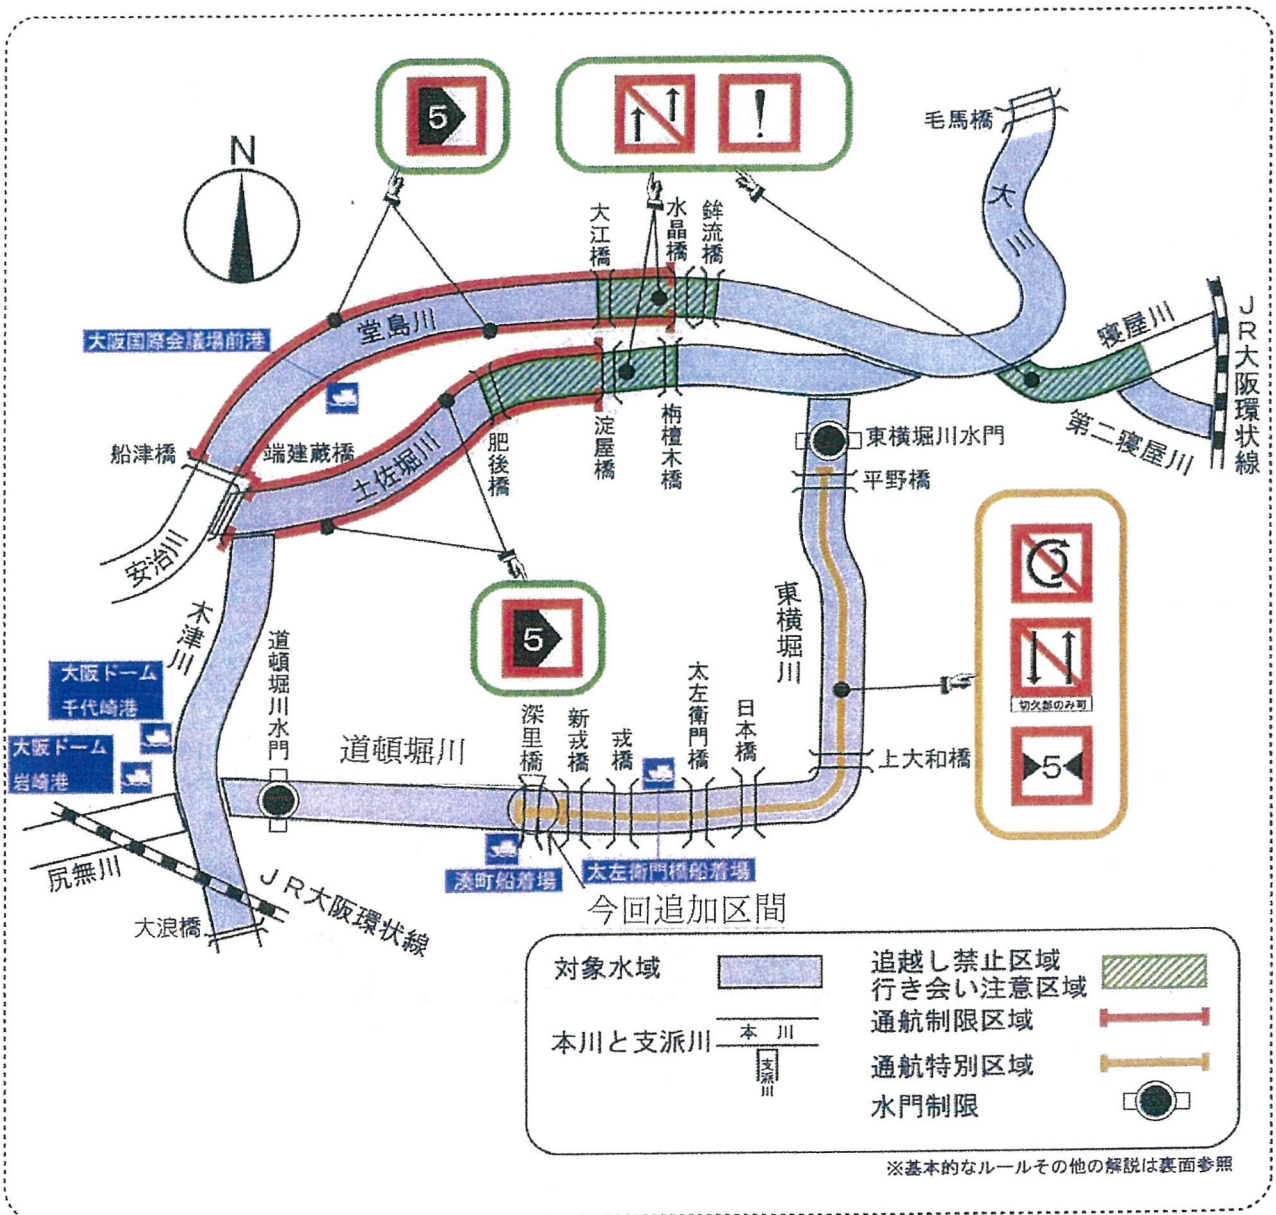 5
!
毛馬橋
大川
N
大江橋
水晶橋
鉾流橋
堂島川
大阪国際会議場前港
寝屋川
JR大阪環状線
第二寝屋川
船津橋
端建蔵橋
土佐堀川
肥後橋
淀屋橋
栴檀木橋
東横堀川水門
平野橋
安治川
木津川
道頓堀川水門
5
東横堀川
切欠部のみ可
5
大阪ドーム
千代崎港
大阪ドーム
岩崎港
道頓堀川
深里橋
新戎橋
戎橋
太左衛門橋
日本橋
上大和橋
湊町船着場
太左衛門橋船着場
尻無川
JR大阪環状線
大浪橋
今回追加区間
対象水域
追越し禁止区域
行き会い注意区域
本川と支派川
本川
支派川
通航制限区域
通航特別区域
水門制限
※基本的なルールその他の解説は裏面参照